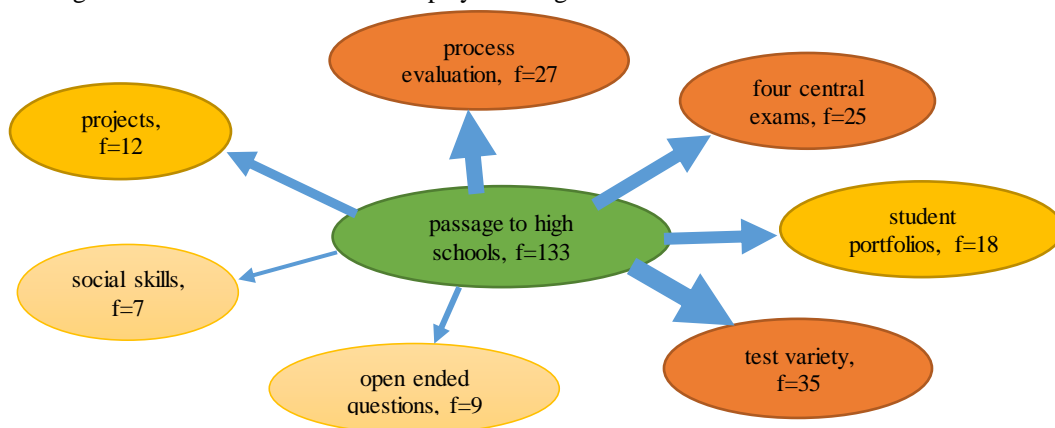 process
evaluation, f=27
four central
exams, f=25
projects,
f=12
passage to high
schools, f=133
student
portfolios, f=18
social skills,
f=7
test variety,
f=35
open ended
questions, f=9